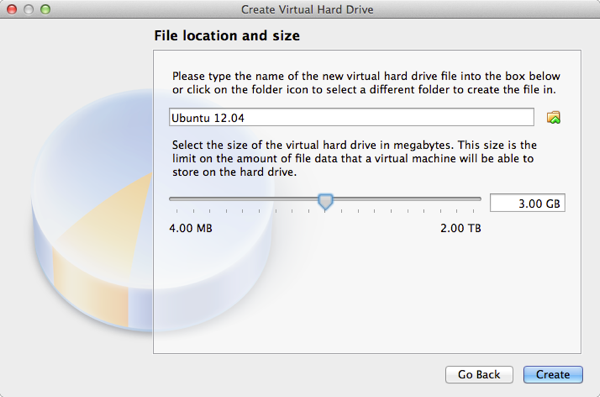 Create Virtual Hard Drive
File location and size
Please type the name of the new virtual hard drive file into the box below
or click on the folder icon to select a different folder to create the file in.
Ubuntu 12.04
Select the size of the virtual hard drive in megabytes. This size is the
limit on the amount of file data that a virtual machine will be able to
store on the hard drive.
3.00 GB
4.00 MB 2.00 TB
Go Back Create